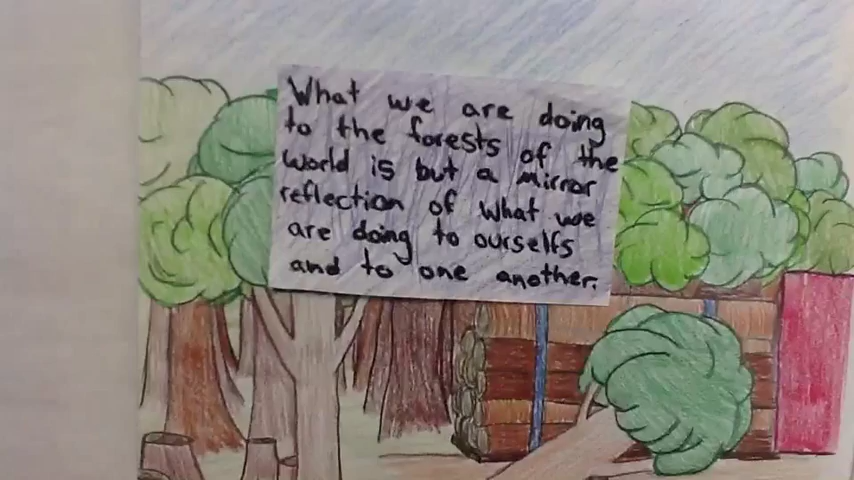 What we are doing
to the forests of the
world is but a mirror
reflection of what we
are doing to ourselfs
and to one another.